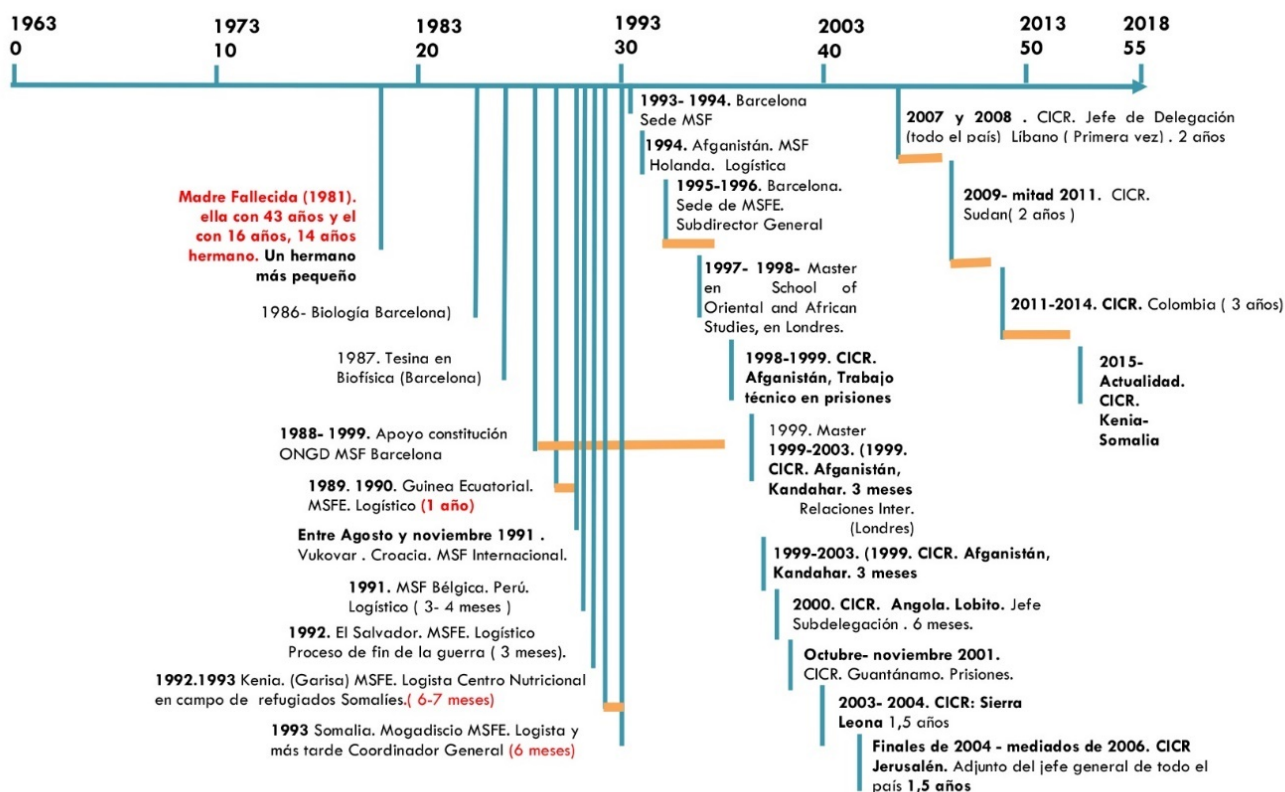 1963
0
1973
10
1983
20
1993
30
2003
40
2013
50
2018
55
Madre Fallecida (1981).
ella con 43 años y el
con 16 años, 14 años
hermano. Un hermano
más pequeño
1986- Biología Barcelona)
1987. Tesina en
Biofísica (Barcelona)
1988- 1999. Apoyo constitución
ONGD MSF Barcelona
1989. 1990. Guinea Ecuatorial.
MSFE. Logístico (1 año)
Entre Agosto y noviembre 1991 .
Vukovar . Croacia. MSF Internacional.
1991. MSF Bélgica. Perú.
Logístico ( 3- 4 meses )
1992. El Salvador. MSFE. Logístico
Proceso de fin de la guerra ( 3 meses).
1992.1993 Kenia. (Garisa) MSFE. Logista Centro Nutricional
en campo de refugiados Somalíes.( 6-7 meses)
1993 Somalia. Mogadiscio MSFE. Logista y
más tarde Coordinador General (6 meses)
1993- 1994. Barcelona
Sede MSF
1994. Afganistán. MSF
Holanda. Logística
1995-1996. Barcelona.
Sede de MSFE.
Subdirector General
1997- 1998- Master
en School of
Oriental and African
Studies, en Londres.
1998-1999. CICR.
Afganistán, Trabajo
técnico en prisiones
1999. Master
1999-2003. (1999.
CICR. Afganistán,
Kandahar. 3 meses
Relaciones Inter.
(Londres)
1999-2003. (1999. CICR. Afganistán,
Kandahar. 3 meses
2000. CICR. Angola. Lobito. Jefe
Subdelegación . 6 meses.
Octubre- noviembre 2001.
CICR. Guantánamo. Prisiones.
2003- 2004. CICR: Sierra
Leona 1,5 años
Finales de 2004 - mediados de 2006. CICR
Jerusalén. Adjunto del jefe general de todo el
país 1,5 años
2007 y 2008 . CICR. Jefe de Delegación
(todo el país) Líbano ( Primera vez) . 2 años
2009- mitad 2011. CICR.
Sudan( 2 años )
2011-2014. CICR. Colombia ( 3 años)
2015-
Actualidad.
CICR.
Kenia-
Somalia